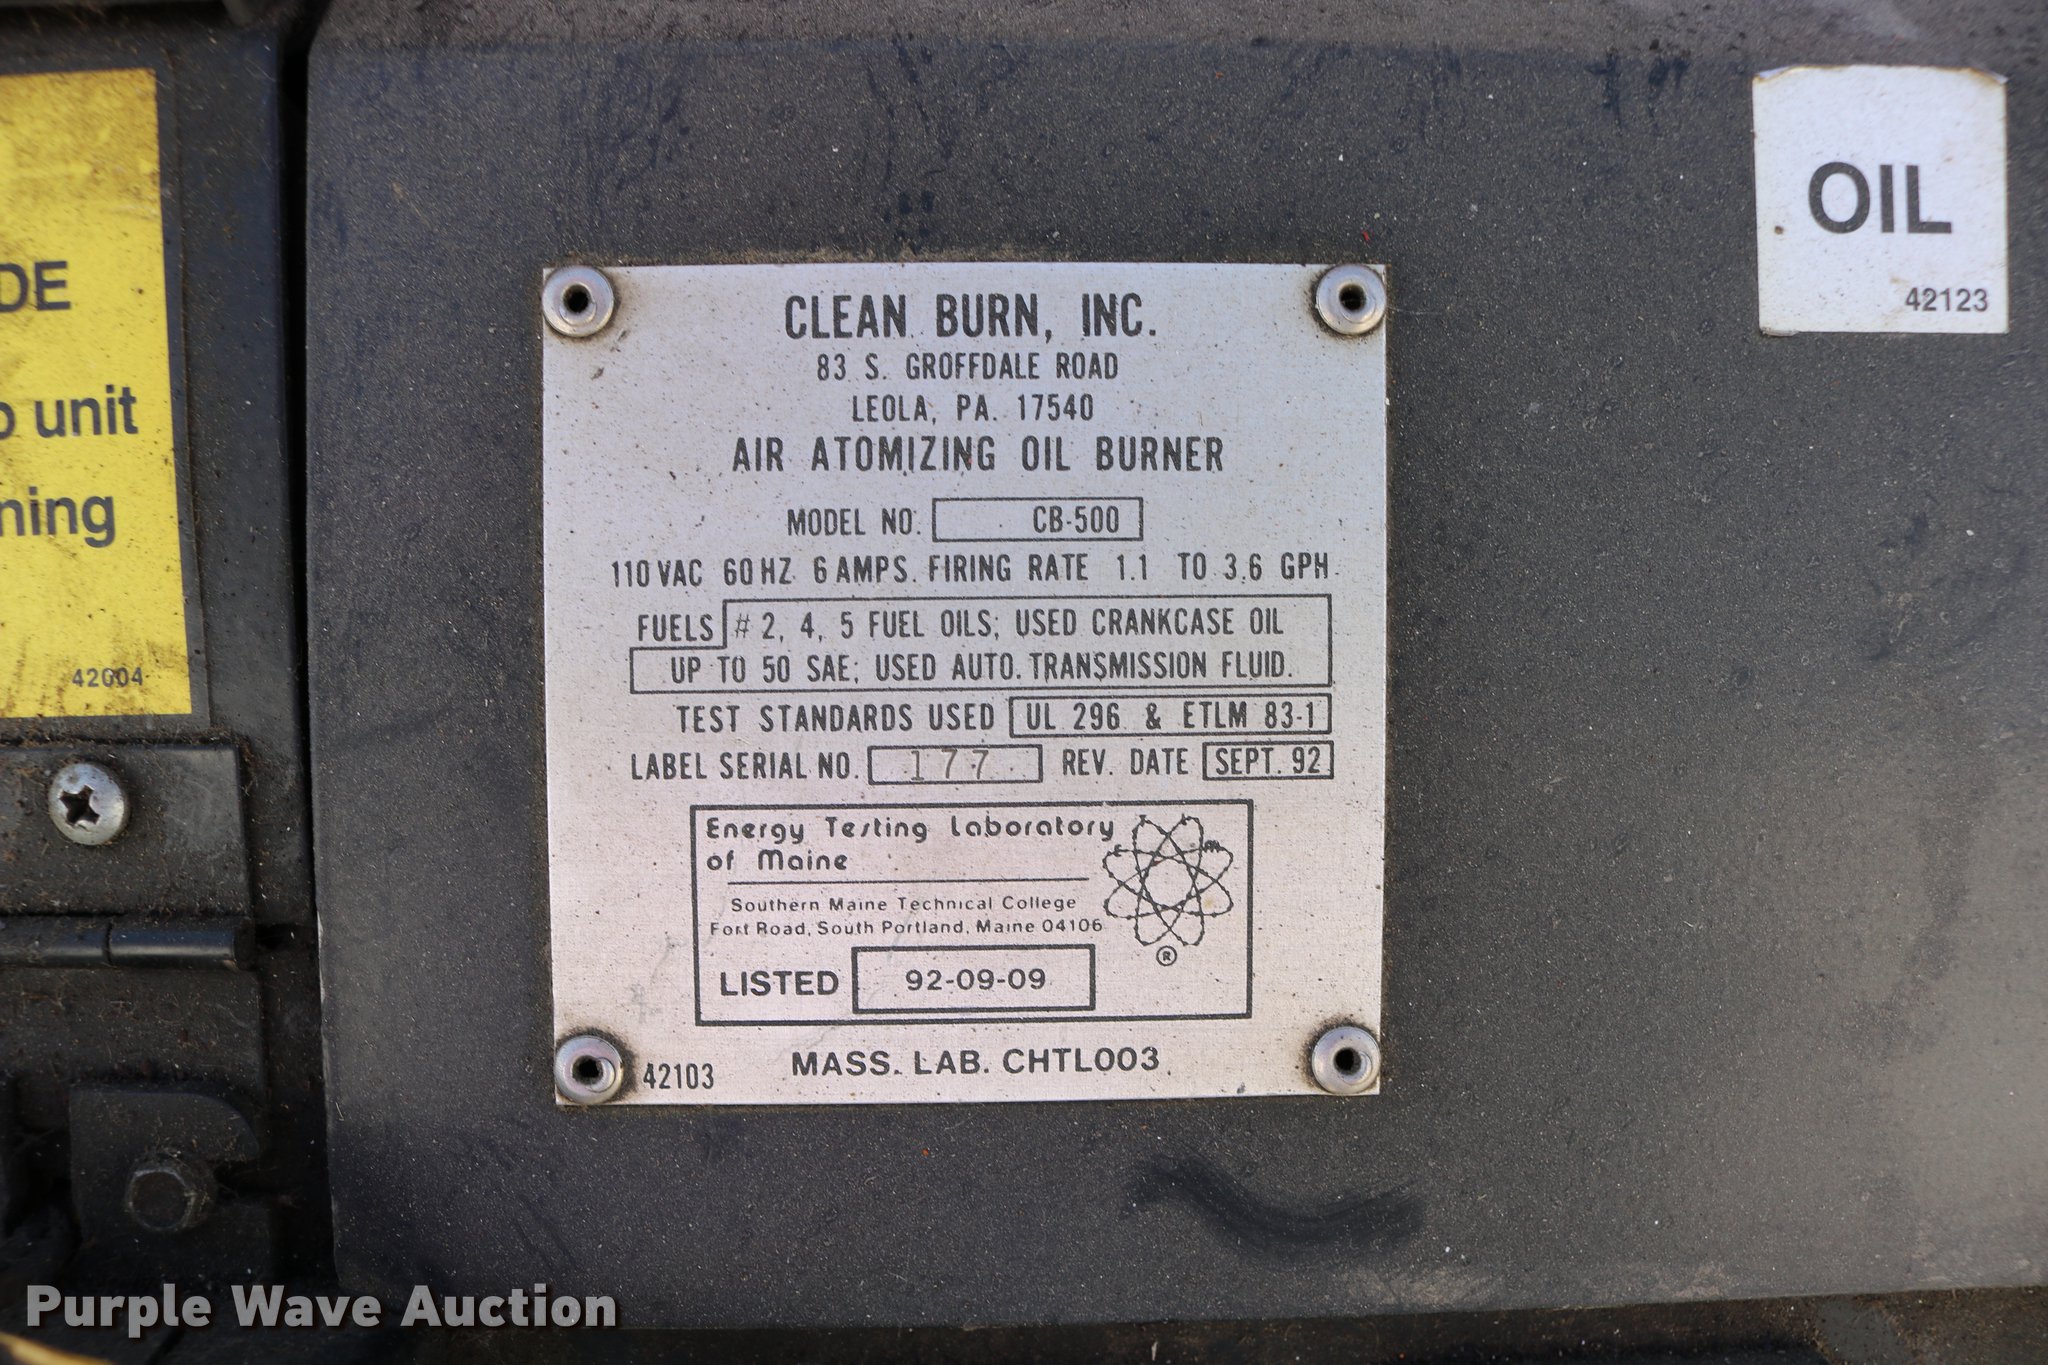 CLEAN BURN, INC.
83 S. GROFFDALE ROAD
LEOLA, PA. 17540
AIR ATOMIZING OIL BURNER
MODEL NO. CB-500
110 VAC 60 HZ 6 AMPS. FIRING RATE 1.1 TO 3.6 GPH.
FUELS # 2, 4, 5 FUEL OILS; USED CRANKCASE OIL
UP TO 50 SAE; USED AUTO. TRANSMISSION FLUID.
TEST STANDARDS USED UL 296 & ETLM 83-1
LABEL SERIAL NO. 177 REV. DATE SEPT. 92
Energy Testing Laboratory
of Maine
E T L M
Southern Maine Technical College
Fort Road, South Portland, Maine 04106
®
LISTED 92-09-09
42103 MASS. LAB. CHTL003
OIL
42123
unit
42004
Purple Wave Auction